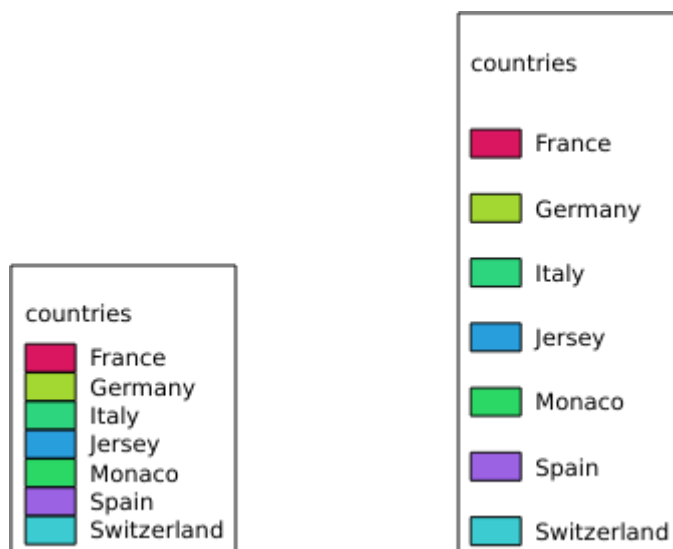 countries
France
Germany
Italy
Jersey
Monaco
Spain
Switzerland
countries
France
Germany
Italy
Jersey
Monaco
Spain
Switzerland